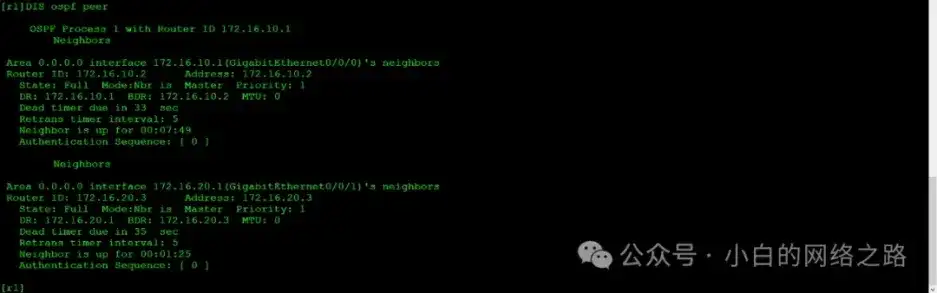 [r1]DIS ospf peer
OSPF Process 1 with Router ID 172.16.10.1
Neighbors
Area 0.0.0.0 interface 172.16.10.1(GigabitEthernet0/0/0)'s neighbors
Router ID: 172.16.10.2 Address: 172.16.10.2
State: Full Mode:Nbr is Master Priority: 1
DR: 172.16.10.1 BDR: 172.16.10.2 MTU: 0
Dead timer due in 33 sec
Retrans timer interval: 5
Neighbor is up for 00:07:49
Authentication Sequence: [ 0 ]
Neighbors
Area 0.0.0.0 interface 172.16.20.1(GigabitEthernet0/0/1)'s neighbors
Router ID: 172.16.20.3 Address: 172.16.20.3
State: Full Mode:Nbr is Master Priority: 1
DR: 172.16.20.1 BDR: 172.16.20.3 MTU: 0
Dead timer due in 35 sec
Retrans timer interval: 5
Neighbor is up for 00:01:25
Authentication Sequence: [ 0 ]
[r1]
公众号 · 小白的网络之路